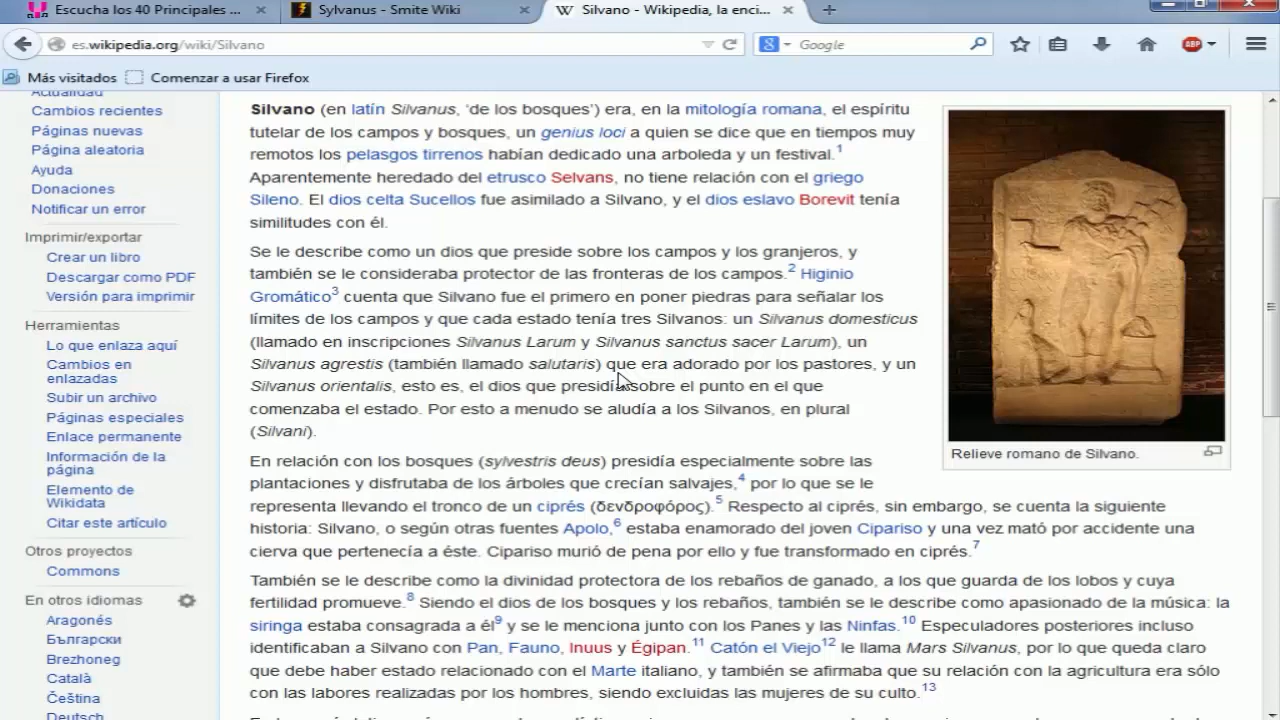 Escucha los 40 Principales ...
Sylvanus - Smite Wiki
Silvano - Wikipedia, la enci...
es.wikipedia.org/wiki/Silvano
Google
ABP
Más visitados
Comenzar a usar Firefox
Actualidad
Cambios recientes
Páginas nuevas
Página aleatoria
Ayuda
Donaciones
Notificar un error
Imprimir/exportar
Crear un libro
Descargar como PDF
Versión para imprimir
Herramientas
Lo que enlaza aquí
Cambios en
enlazadas
Subir un archivo
Páginas especiales
Enlace permanente
Información de la
página
Elemento de
Wikidata
Citar este artículo
Otros proyectos
Commons
En otros idiomas
Aragonés
Български
Brezhoneg
Català
Čeština
Deutsch
Silvano (en latín Silvanus, ‘de los bosques’) era, en la mitología romana, el espíritu
tutelar de los campos y bosques, un genius loci a quien se dice que en tiempos muy
remotos los pelasgos tirrenos habían dedicado una arboleda y un festival.1
Aparentemente heredado del etrusco Selvans, no tiene relación con el griego
Sileno. El dios celta Sucellos fue asimilado a Silvano, y el dios eslavo Borevit tenía
similitudes con él.
Se le describe como un dios que preside sobre los campos y los granjeros, y
también se le consideraba protector de las fronteras de los campos.2 Higinio
Gromático3 cuenta que Silvano fue el primero en poner piedras para señalar los
límites de los campos y que cada estado tenía tres Silvanos: un Silvanus domesticus
(llamado en inscripciones Silvanus Larum y Silvanus sanctus sacer Larum), un
Silvanus agrestis (también llamado salutaris) que era adorado por los pastores, y un
Silvanus orientalis, esto es, el dios que presidía sobre el punto en el que
comenzaba el estado. Por esto a menudo se aludía a los Silvanos, en plural
(Silvani).
En relación con los bosques (sylvestris deus) presidía especialmente sobre las
plantaciones y disfrutaba de los árboles que crecían salvajes,4 por lo que se le
representa llevando el tronco de un ciprés (δενδροφόρος).5 Respecto al ciprés, sin embargo, se cuenta la siguiente
historia: Silvano, o según otras fuentes Apolo,6 estaba enamorado del joven Cipariso y una vez mató por accidente una
cierva que pertenecía a éste. Cipariso murió de pena por ello y fue transformado en ciprés.7
También se le describe como la divinidad protectora de los rebaños de ganado, a los que guarda de los lobos y cuya
fertilidad promueve.8 Siendo el dios de los bosques y los rebaños, también se le describe como apasionado de la música: la
siringa estaba consagrada a él9 y se le menciona junto con los Panes y las Ninfas.10 Especuladores posteriores incluso
identificaban a Silvano con Pan, Fauno, Inuus y Égipan.11 Catón el Viejo12 le llama Mars Silvanus, por lo que queda claro
que debe haber estado relacionado con el Marte italiano, y también se afirmaba que su relación con la agricultura era sólo
con las labores realizadas por los hombres, siendo excluidas las mujeres de su culto.13
Relieve romano de Silvano.